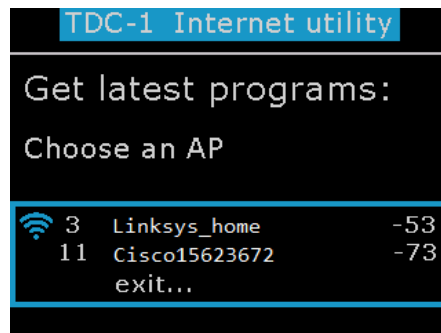 TDC-1 Internet utility
Get latest programs:
Choose an AP
3 Linksys_home -53
11 Cisco15623672 -73
exit...